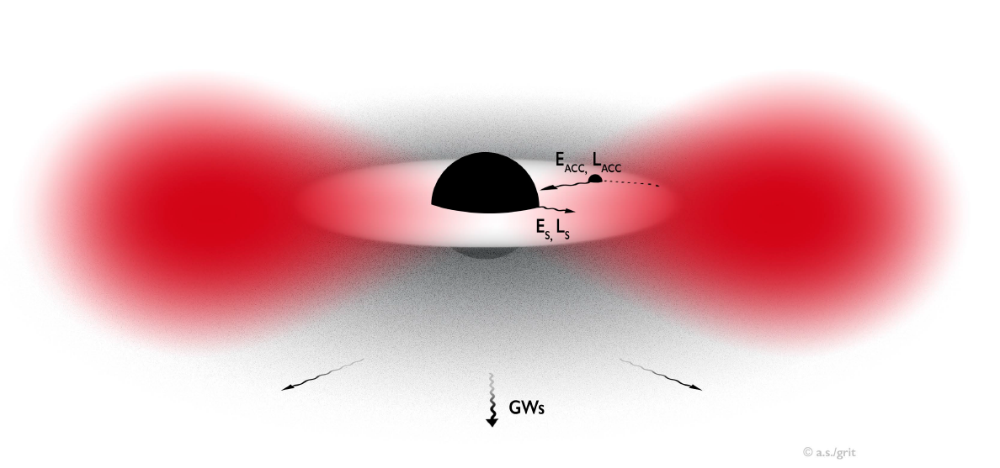 E_ACC, L_ACC
E_S, L_S
GWs
© a.s./grit